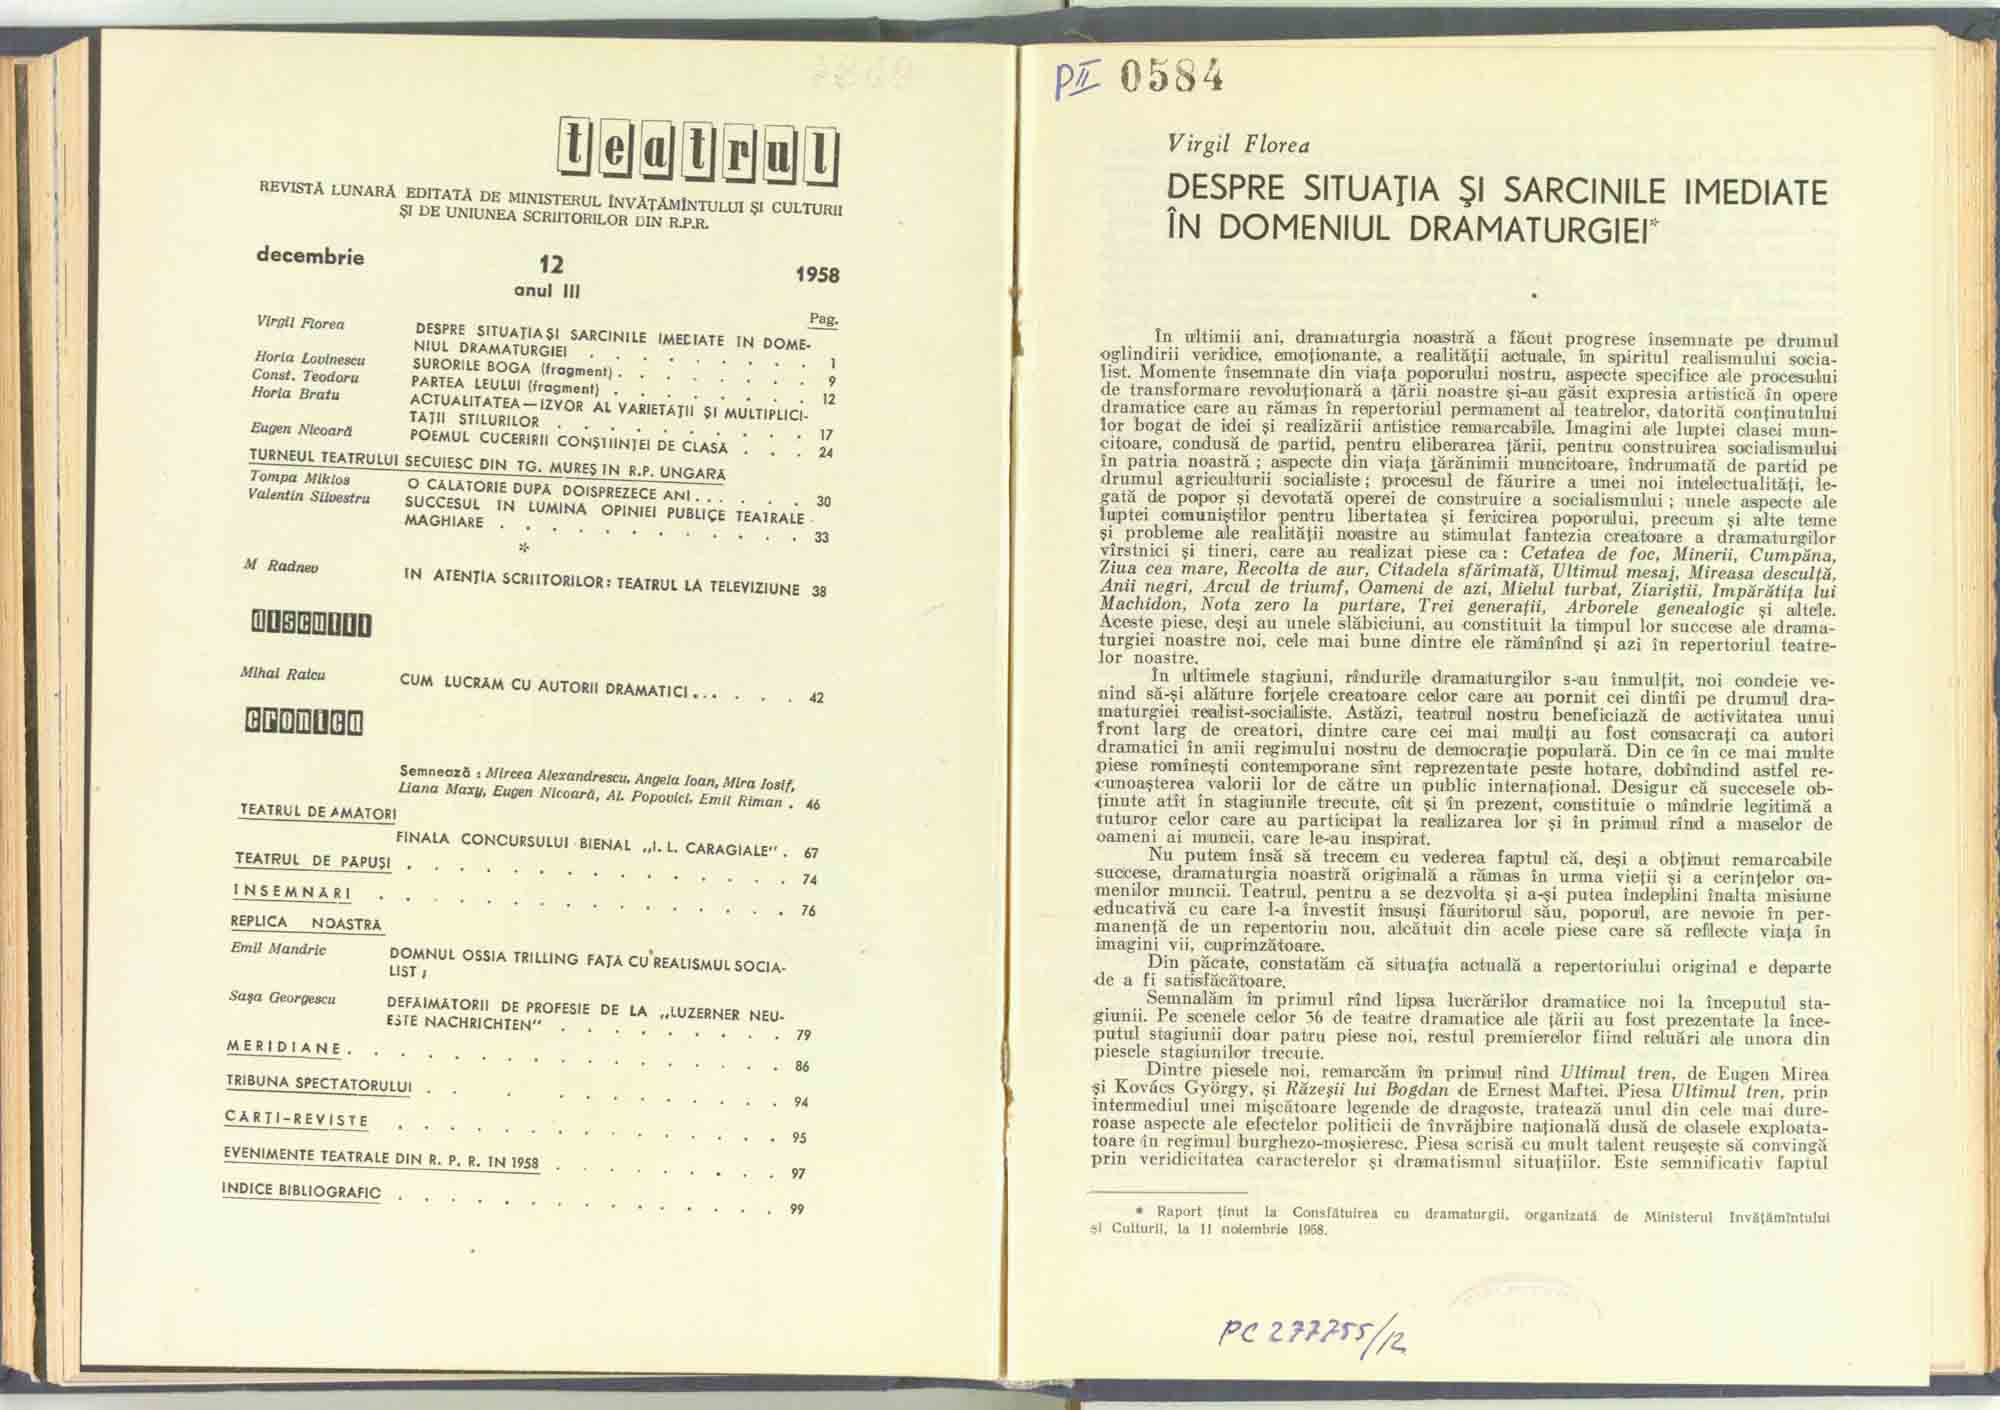 teatrul
REVISTĂ LUNARĂ EDITATĂ DE MINISTERUL ÎNVĂȚĂMÎNTULUI ȘI CULTURII
ȘI DE UNIUNEA SCRIITORILOR DIN R.P.R.
decembrie 12 1958
anul III
Pag.
Virgil Florea DESPRE SITUAȚIA ȘI SARCINILE IMEDIATE IN DOME-
NIUL DRAMATURGIEI . . . . . . . . 1
Horia Lovinescu SURORILE BOGA (fragment) . . . . . . . 9
Const. Teodoru PARTEA LEULUI (fragment) . . . . . . . 12
Horia Bratu ACTUALITATEA — IZVOR AL VARIETAȚII ȘI MULTIPLICI-
TAȚII STILURILOR . . . . . . . . . 17
Eugen Nicoară POEMUL CUCERIRII CONȘTIINȚEI DE CLASĂ . . . 24
TURNEUL TEATRULUI SECUIESC DIN TG. MUREȘ IN R.P. UNGARĂ
Tompa Miklos O CĂLĂTORIE DUPĂ DOISPREZECE ANI . . . . . . 30
Valentin Silvestru SUCCESUL IN LUMINA OPINIEI PUBLICE TEATRALE
MAGHIARE . . . . . . . . . . . 33
*
M Radnev IN ATENȚIA SCRIITORILOR: TEATRUL LA TELEVIZIUNE 38
discuții
Mihai Raicu CUM LUCRĂM CU AUTORII DRAMATICI . . . . . . 42
cronica
Semnează : Mircea Alexandrescu, Angela Ioan, Mira Iosif,
Liana Maxy, Eugen Nicoară, Al. Popovici, Emil Riman . 46
TEATRUL DE AMATORI
FINALA CONCURSULUI BIENAL „I. L. CARAGIALE" . 67
TEATRUL DE PĂPUȘI . . . . . . . . . . . . . 74
INSEMNĂRI . . . . . . . . . . . . . 76
REPLICA NOASTRĂ
Emil Mandric DOMNUL OSSIA TRILLING FAȚĂ CU REALISMUL SOCIA-
LIST ;
Sașa Georgescu DEFĂIMĂTORII DE PROFESIE DE LA „LUZERNER NEU-
ESTE NACHRICHTEN" . . . . . . . . 79
MERIDIANE . . . . . . . . . . . . . 86
TRIBUNA SPECTATORULUI . . . . . . . . . . 94
CĂRȚI-REVISTE . . . . . . . . . . . . . 95
EVENIMENTE TEATRALE DIN R. P. R. IN 1958 . . . . . . . 97
INDICE BIBLIOGRAFIC . . . . . . . . . . . . 99
PII 0584
Virgil Florea
DESPRE SITUAȚIA ȘI SARCINILE IMEDIATE
ÎN DOMENIUL DRAMATURGIEI*
În ultimii ani, dramaturgia noastră a făcut progrese însemnate pe drumul
oglindirii veridice, emoționante, a realității actuale, în spiritul realismului socia-
list. Momente însemnate din viața poporului nostru, aspecte specifice ale procesului
de transformare revoluționară a țării noastre și-au găsit expresia artistică în opere
dramatice care au rămas în repertoriul permanent al teatrelor, datorită conținutului
lor bogat de idei și realizării artistice remarcabile. Imagini ale luptei clasei mun-
citoare, condusă de partid, pentru eliberarea țării, pentru construirea socialismului
în patria noastră ; aspecte din viața țărănimii muncitoare, îndrumată de partid pe
drumul agriculturii socialiste ; procesul de făurire a unei noi intelectualități, le-
gată de popor și devotată operei de construire a socialismului ; unele aspecte ale
luptei comuniștilor pentru libertatea și fericirea poporului, precum și alte teme
și probleme ale realității noastre au stimulat fantezia creatoare a dramaturgilor
vîrstnici și tineri, care au realizat piese ca : Cetatea de foc, Minerii, Cumpăna,
Ziua cea mare, Recolta de aur, Citadela sfărîmată, Ultimul mesaj, Mireasa desculță,
Anii negri, Arcul de triumf, Oameni de azi, Mielul turbat, Ziariștii, Împărătița lui
Machidon, Nota zero la purtare, Trei generații, Arborele genealogic și altele.
Aceste piese, deși au unele slăbiciuni, au constituit la timpul lor succese ale drama-
turgiei noastre noi, cele mai bune dintre ele rămînînd și azi în repertoriul teatre-
lor noastre.
În ultimele stagiuni, rîndurile dramaturgilor s-au înmulțit, noi condeie ve-
nind să-și alăture forțele creatoare celor care au pornit cei dintîi pe drumul dra-
maturgiei realist-socialiste. Astăzi, teatrul nostru beneficiază de activitatea unui
front larg de creatori, dintre care cei mai mulți au fost consacrați ca autori
dramatici în anii regimului nostru de democrație populară. Din ce în ce mai multe
piese romînești contemporane sînt reprezentate peste hotare, dobîndind astfel re-
cunoașterea valorii lor de către un public internațional. Desigur că succesele ob-
ținute atît în stagiunile trecute, cît și în prezent, constituie o mîndrie legitimă a
tuturor celor care au participat la realizarea lor și în primul rînd a maselor de
oameni ai muncii, care le-au inspirat.
Nu putem însă să trecem cu vederea faptul că, deși a obținut remarcabile
succese, dramaturgia noastră originală a rămas în urma vieții și a cerințelor oa-
menilor muncii. Teatrul, pentru a se dezvolta și a-și putea îndeplini înalta misiune
educativă cu care l-a învestit însuși făuritorul său, poporul, are nevoie în per-
manență de un repertoriu nou, alcătuit din acele piese care să reflecte viața în
imagini vii, cuprinzătoare.
Din păcate, constatăm că situația actuală a repertoriului original e departe
de a fi satisfăcătoare.
Semnalăm în primul rînd lipsa lucrărilor dramatice noi la începutul sta-
giunii. Pe scenele celor 36 de teatre dramatice ale țării au fost prezentate la înce-
putul stagiunii doar patru piese noi, restul premierelor fiind reluări ale unora din
piesele stagiunilor trecute.
Dintre piesele noi, remarcăm în primul rînd Ultimul tren, de Eugen Mirea
și Kovács György, și Răzeșii lui Bogdan de Ernest Maftei. Piesa Ultimul tren, prin
intermediul unei mișcătoare legende de dragoste, tratează unul din cele mai dure-
roase aspecte ale efectelor politicii de învrăjbire națională dusă de clasele exploata-
toare în regimul burghezo-moșieresc. Piesa scrisă cu mult talent reușește să convingă
prin veridicitatea caracterelor și dramatismul situațiilor. Este semnificativ faptul
* Raport ținut la Consfătuirea cu dramaturgii, organizată de Ministerul Invățămîntului
și Culturii, la 11 noiembrie 1958.
PC 277755/12